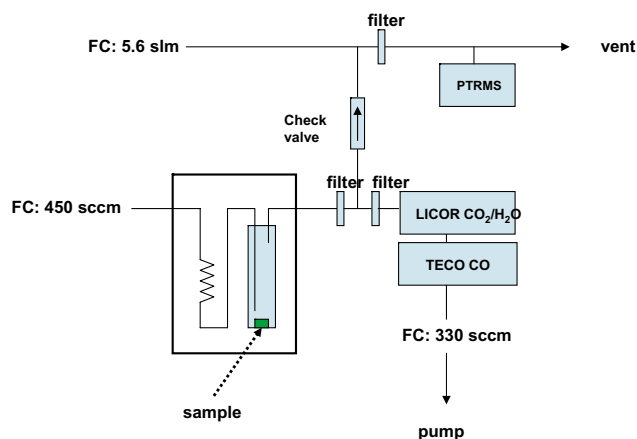 filter
FC: 5.6 slm
vent
PTRMS
Check
valve
filter
filter
FC: 450 sccm
LICOR CO₂/H₂O
TECO CO
FC: 330 sccm
sample
pump